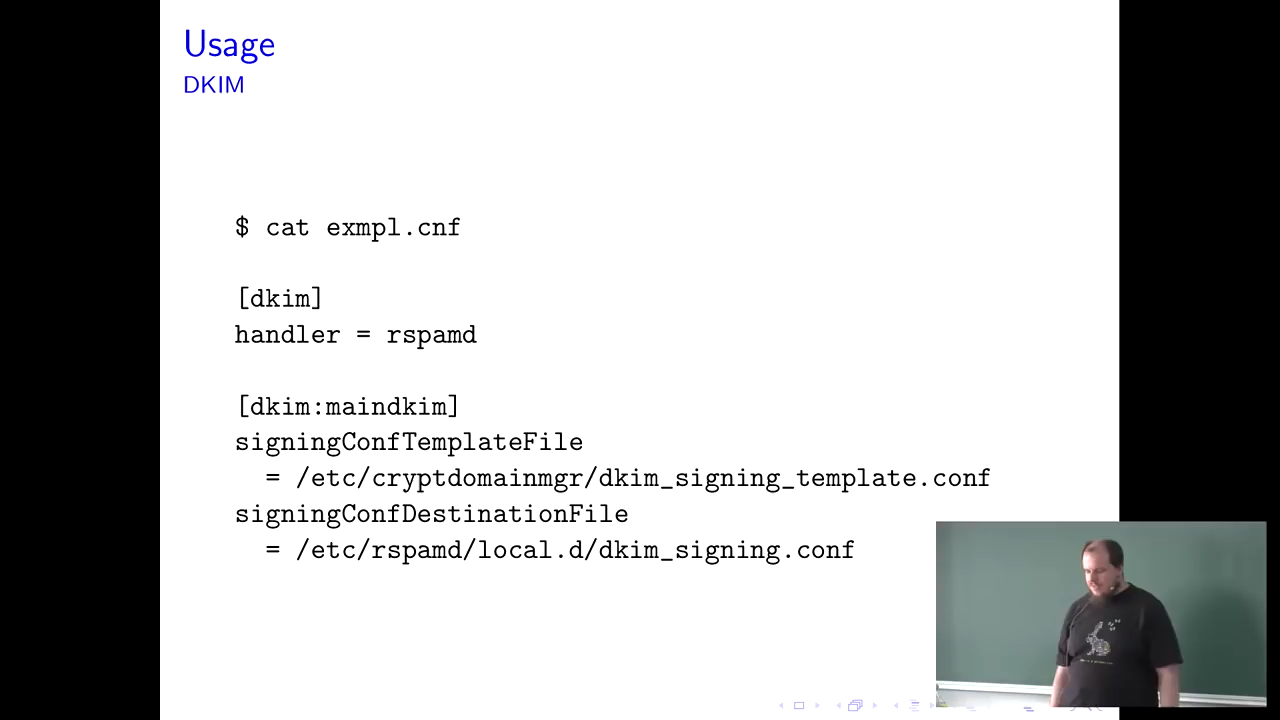 Usage
DKIM
$ cat exmpl.cnf
[dkim]
handler = rspamd
[dkim:maindkim]
signingConfTemplateFile
= /etc/cryptdomainmgr/dkim_signing_template.conf
signingConfDestinationFile
= /etc/rspamd/local.d/dkim_signing.conf